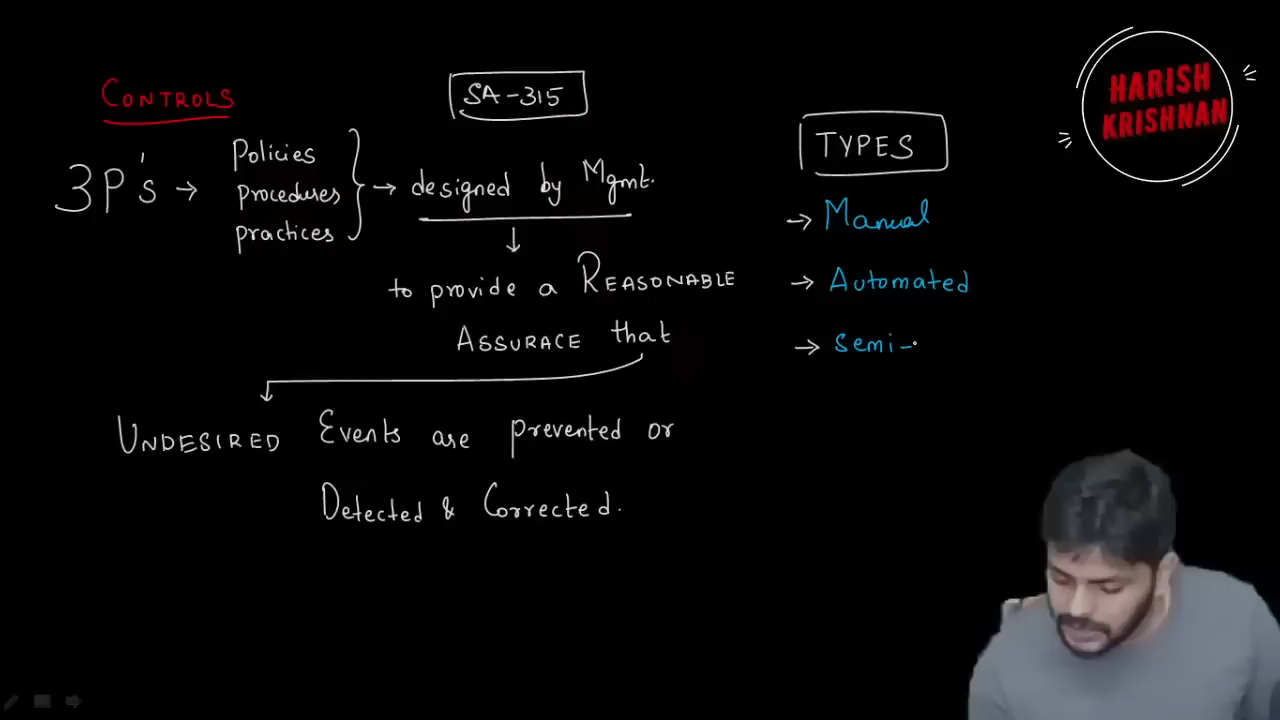 CONTROLS
SA-315
3P's → Policies
procedures
practices
→ designed by Mgmt.
to provide a REASONABLE
ASSURACE that
UNDESIRED Events are prevented or
Detected & Corrected.
TYPES
→ Manual
→ Automated
→ Semi-
HARISH
KRISHNAN